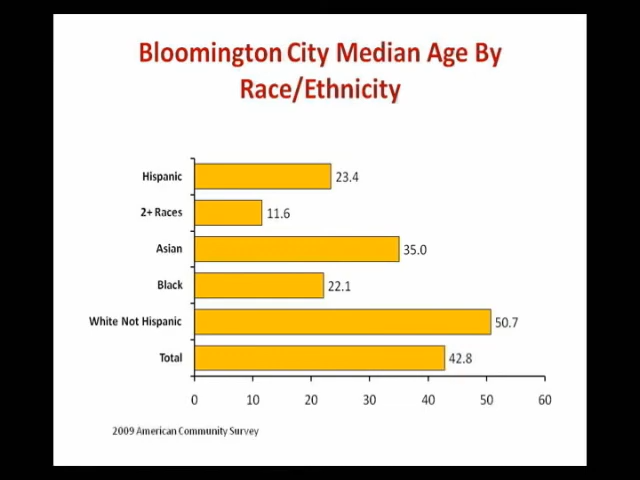 Bloomington City Median Age By
Race/Ethnicity
Hispanic 23.4
2+ Races 11.6
Asian 35.0
Black 22.1
White Not Hispanic 50.7
Total 42.8
0 10 20 30 40 50 60
2009 American Community Survey